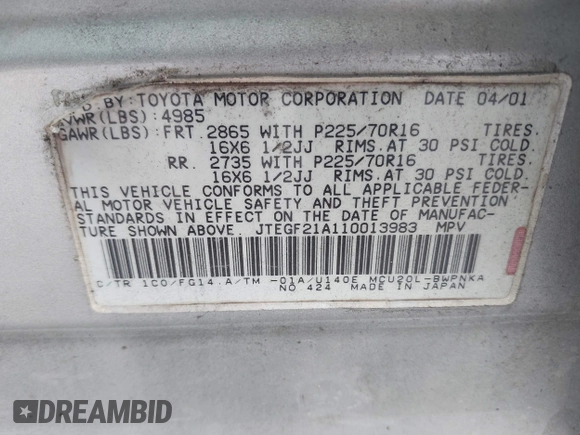 BY: TOYOTA MOTOR CORPORATION DATE 04/01
GVWR(LBS): 4985
GAWR(LBS): FRT. 2865 WITH P225/70R16 TIRES
16X6 1/2JJ RIMS.AT 30 PSI COLD.
RR. 2735 WITH P225/70R16 TIRES
16X6 1/2JJ RIMS.AT 30 PSI COLD.
THIS VEHICLE CONFORMS TO ALL APPLICABLE FEDER-
AL MOTOR VEHICLE SAFETY AND THEFT PREVENTION
STANDARDS IN EFFECT ON THE DATE OF MANUFAC-
TURE SHOWN ABOVE. JTEGF21A110013983 MPV
C/TR 1C0/FG14.A/TM -01A/U140E MCU20L-BWPNKA
NO 424 MADE IN JAPAN
DREAMBID